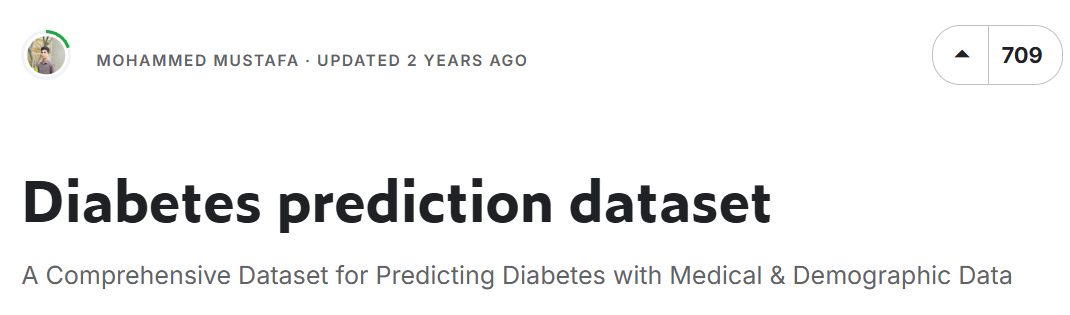 MOHAMMED MUSTAFA · UPDATED 2 YEARS AGO
709
Diabetes prediction dataset
A Comprehensive Dataset for Predicting Diabetes with Medical & Demographic Data